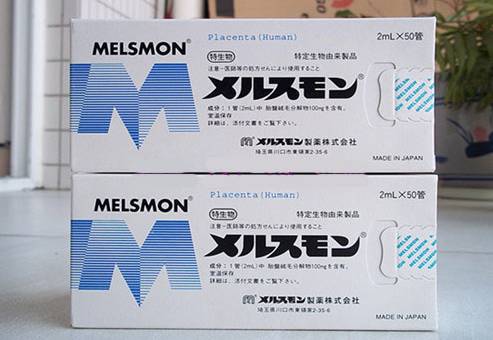 MELSMON®
Placenta(Human)
2mL×50管
特生物
特定生物由来製品
注意-医師等の処方せんにより使用すること
メルスモン®
成分:1管(2mL)中 胎盤絨毛分解物100mgを含有。
室温保存
詳細は、添付文書をご覧下さい。
メルスモン製薬株式会社
埼玉県川口市東領家2-35-6
MADE IN JAPAN
MELSMON®
Placenta(Human)
2mL×50管
特生物
特定生物由来製品
注意-医師等の処方せんにより使用すること
メルスモン®
成分:1管(2mL)中 胎盤絨毛分解物100mgを含有。
室温保存
詳細は、添付文書をご覧下さい。
メルスモン製薬株式会社
埼玉県川口市東領家2-35-6
MADE IN JAPAN